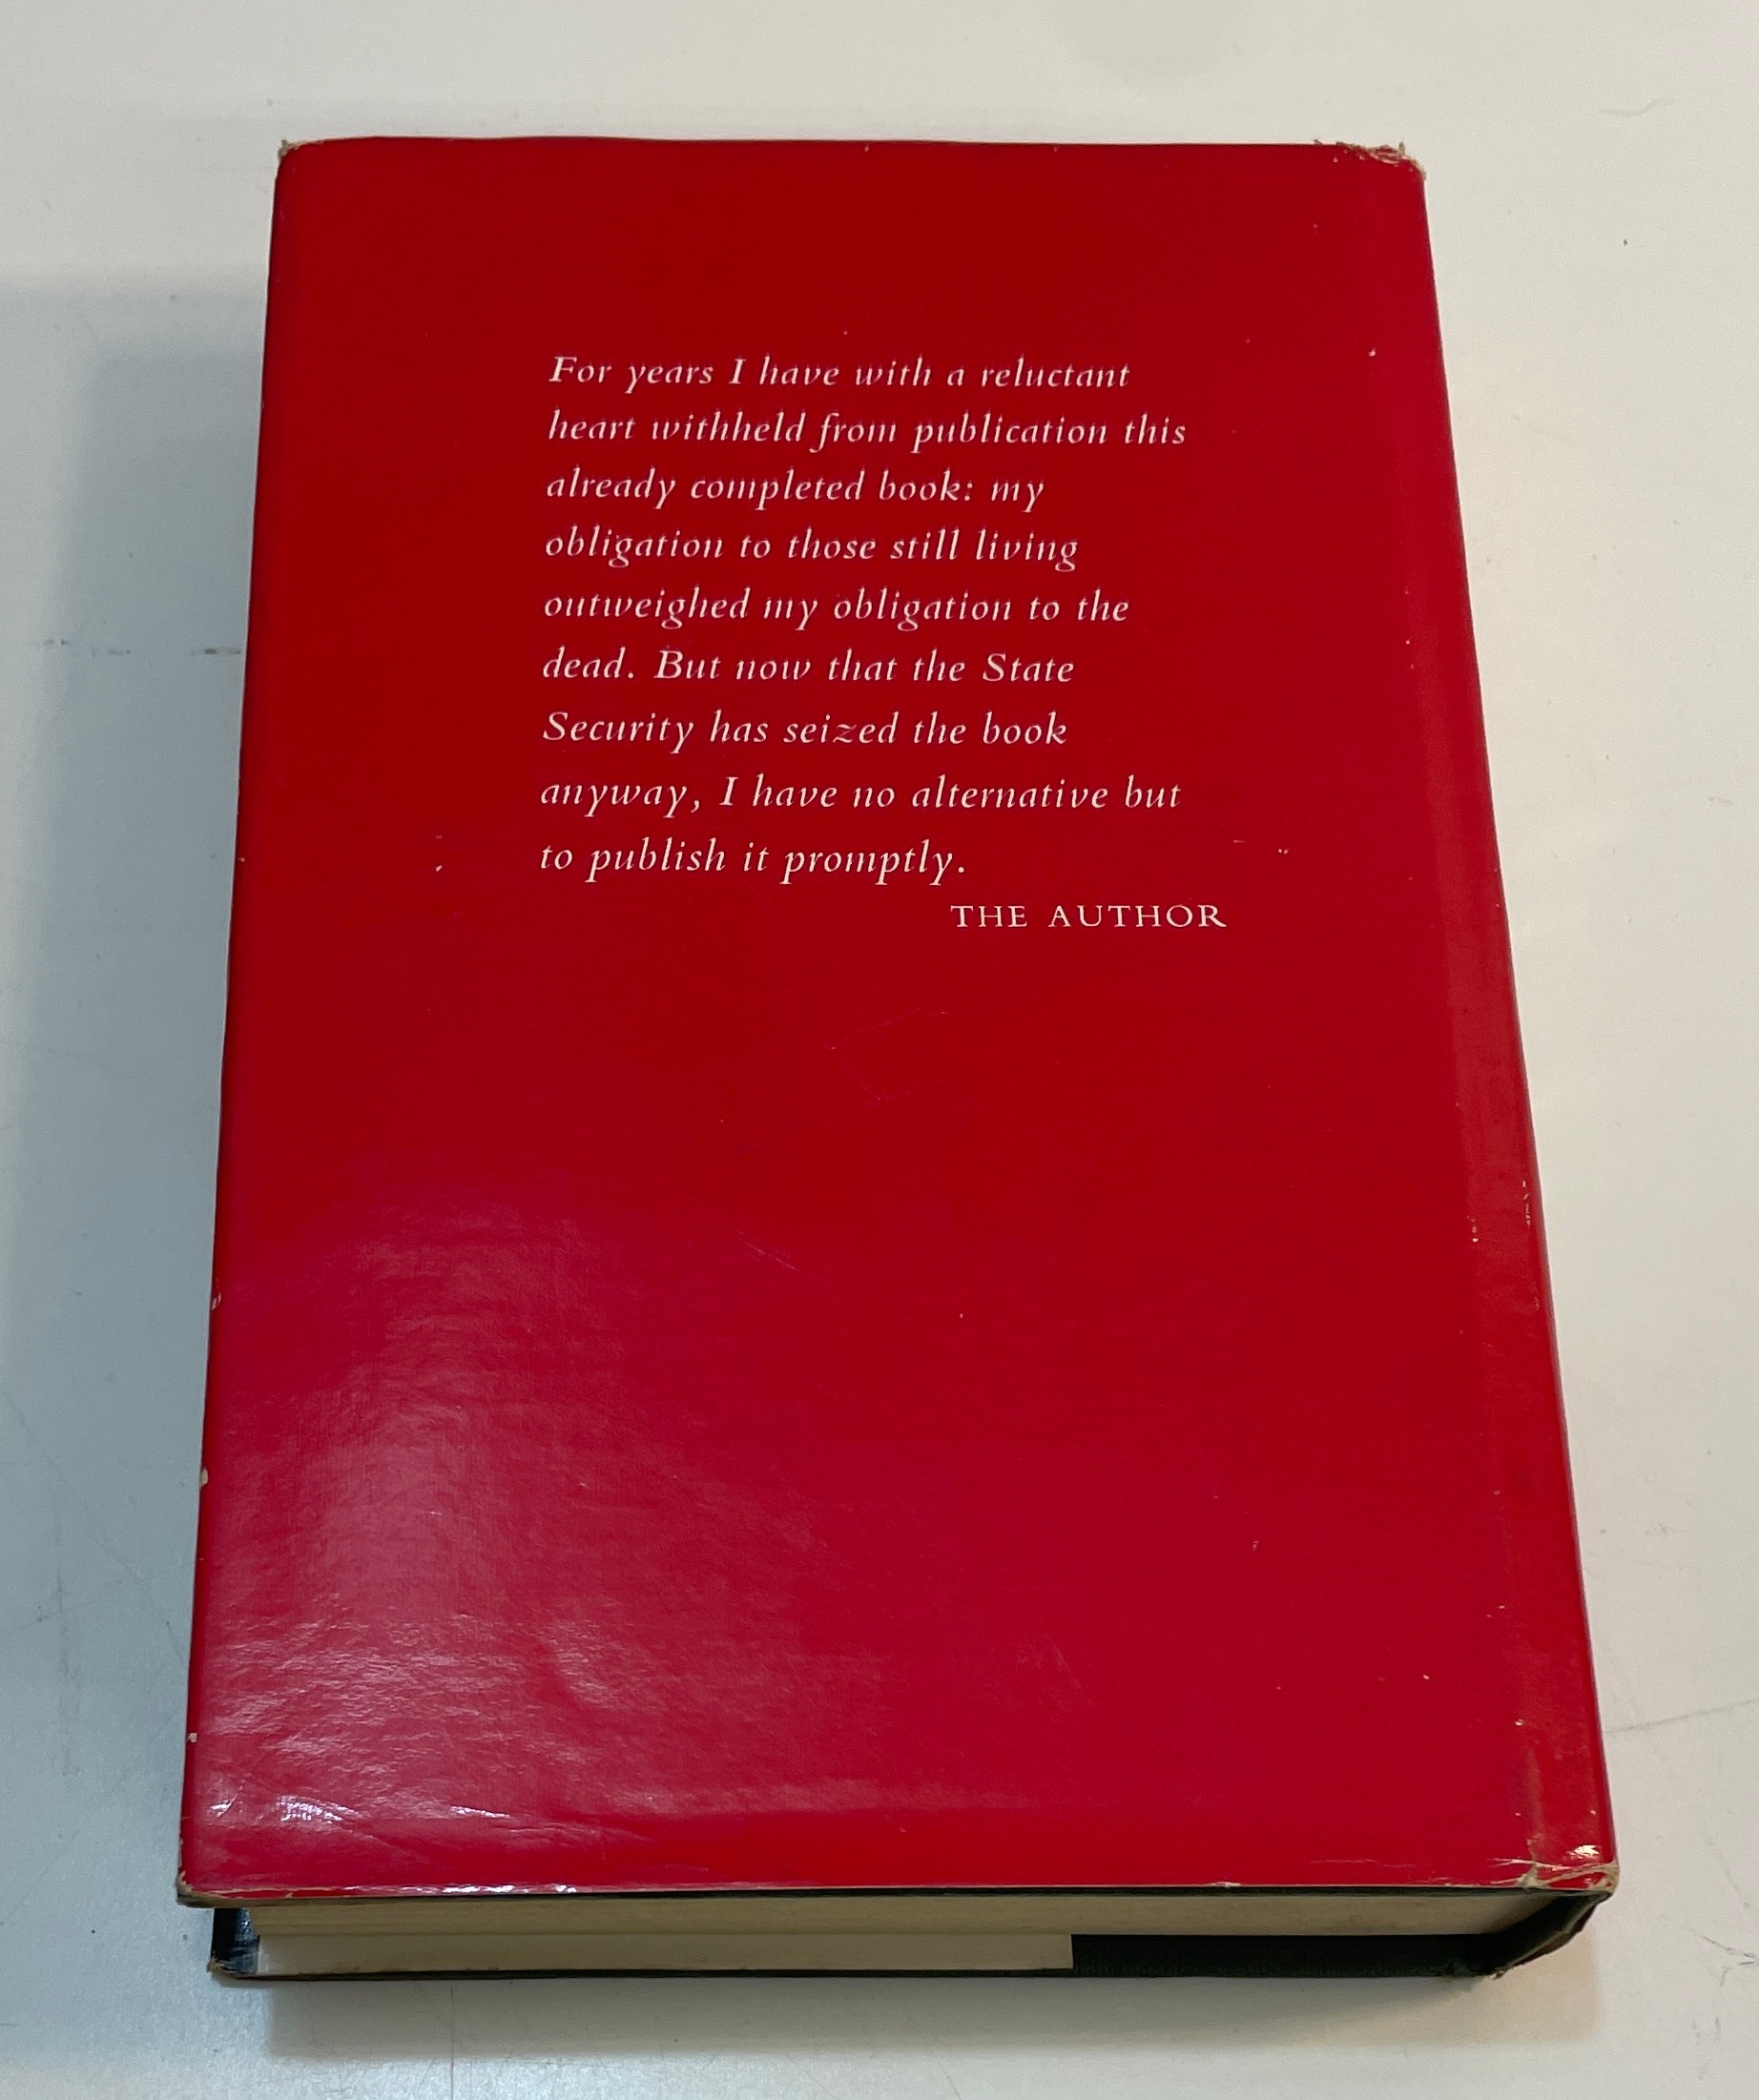 For years I have with a reluctant
heart withheld from publication this
already completed book: my
obligation to those still living
outweighed my obligation to the
dead. But now that the State
Security has seized the book
anyway, I have no alternative but
to publish it promptly.
THE AUTHOR